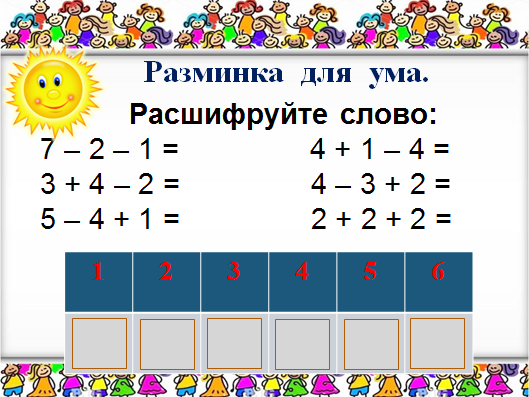 Разминка для ума.
Расшифруйте слово:
7 – 2 – 1 = 4 + 1 – 4 =
3 + 4 – 2 = 4 – 3 + 2 =
5 – 4 + 1 = 2 + 2 + 2 =
1 2 3 4 5 6